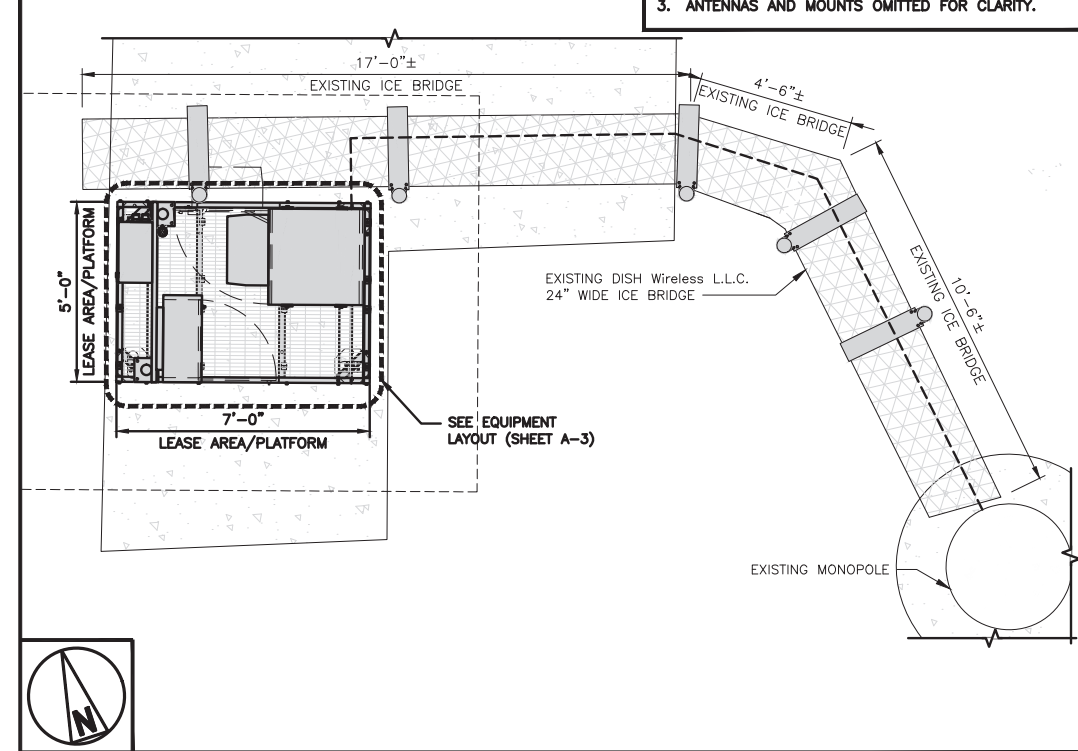 3. ANTENNAS AND MOUNTS OMITTED FOR CLARITY.
17'-0"±
EXISTING ICE BRIDGE
4'-6"±
EXISTING ICE BRIDGE
5'-0"
LEASE AREA/PLATFORM
EXISTING DISH Wireless L.L.C.
24" WIDE ICE BRIDGE
10'-6"±
EXISTING ICE BRIDGE
7'-0"
LEASE AREA/PLATFORM
SEE EQUIPMENT
LAYOUT (SHEET A-3)
EXISTING MONOPOLE
N